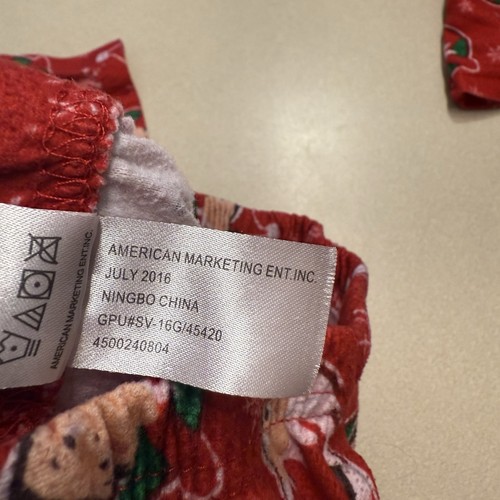 AMERICAN MARKETING ENT.INC.
AMERICAN MARKETING ENT.INC.
JULY 2016
NINGBO CHINA
GPU#SV-16G/45420
4500240804